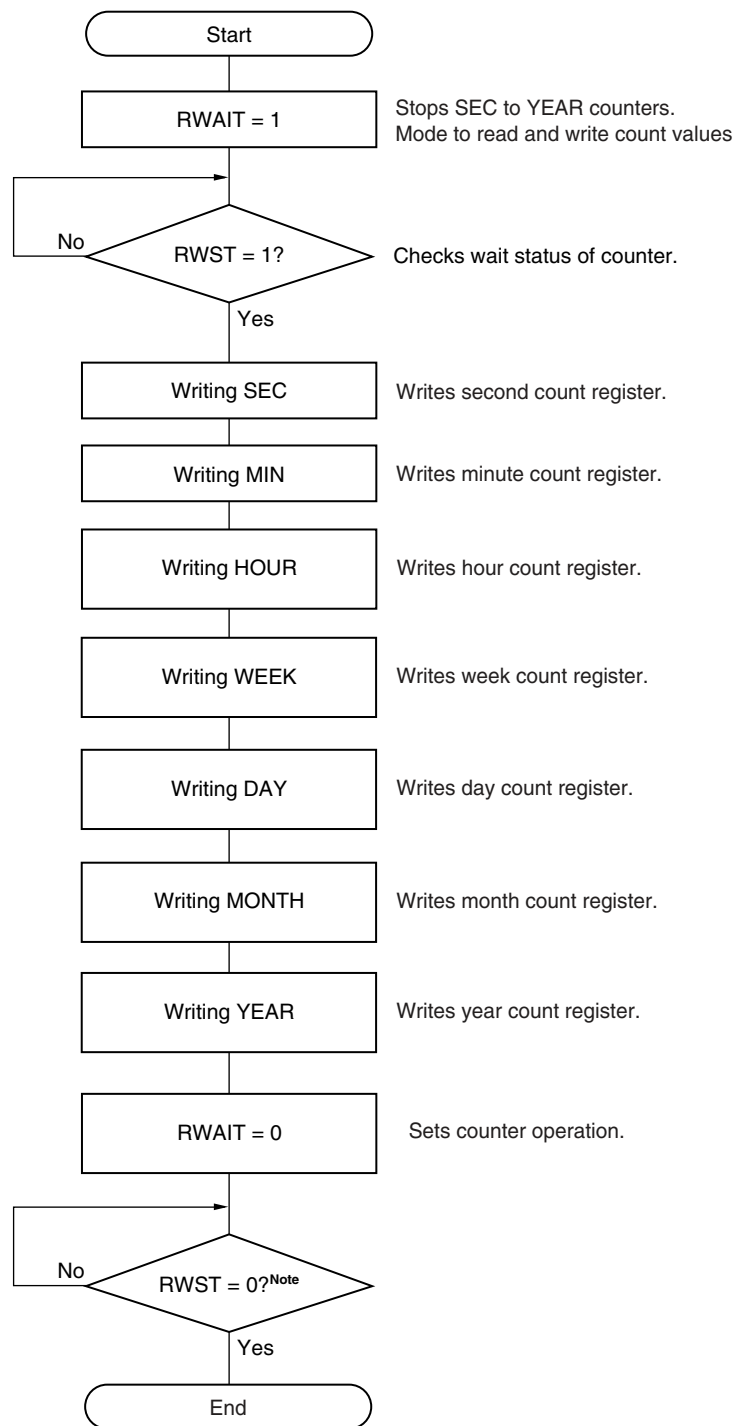 Start
RWAIT = 1
Stops SEC to YEAR counters.
Mode to read and write count values
No
RWST = 1?
Checks wait status of counter.
Yes
Writing SEC
Writes second count register.
Writing MIN
Writes minute count register.
Writing HOUR
Writes hour count register.
Writing WEEK
Writes week count register.
Writing DAY
Writes day count register.
Writing MONTH
Writes month count register.
Writing YEAR
Writes year count register.
RWAIT = 0
Sets counter operation.
No
RWST = 0?Note
Yes
End